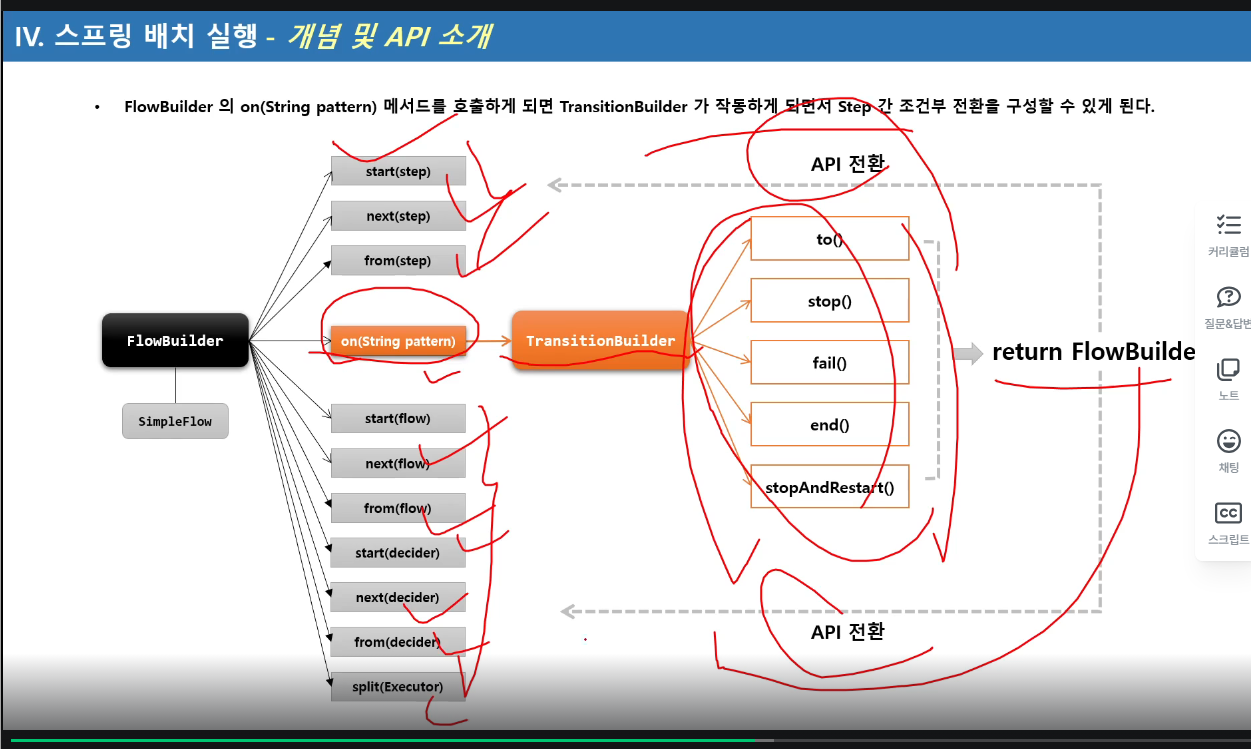 IV. 스프링 배치 실행 - 개념 및 API 소개
• FlowBuilder 의 on(String pattern) 메서드를 호출하게 되면 TransitionBuilder 가 작동하게 되면서 Step 간 조건부 전환을 구성할 수 있게 된다.
API 전환
start(step)
next(step)
from(step)
FlowBuilder
SimpleFlow
on(String pattern)
TransitionBuilder
to()
stop()
fail()
end()
stopAndRestart()
return FlowBuilde
start(flow)
next(flow)
from(flow)
start(decider)
next(decider)
from(decider)
split(Executor)
API 전환
커리큘럼
질문&답변
노트
채팅
CC
스크립트